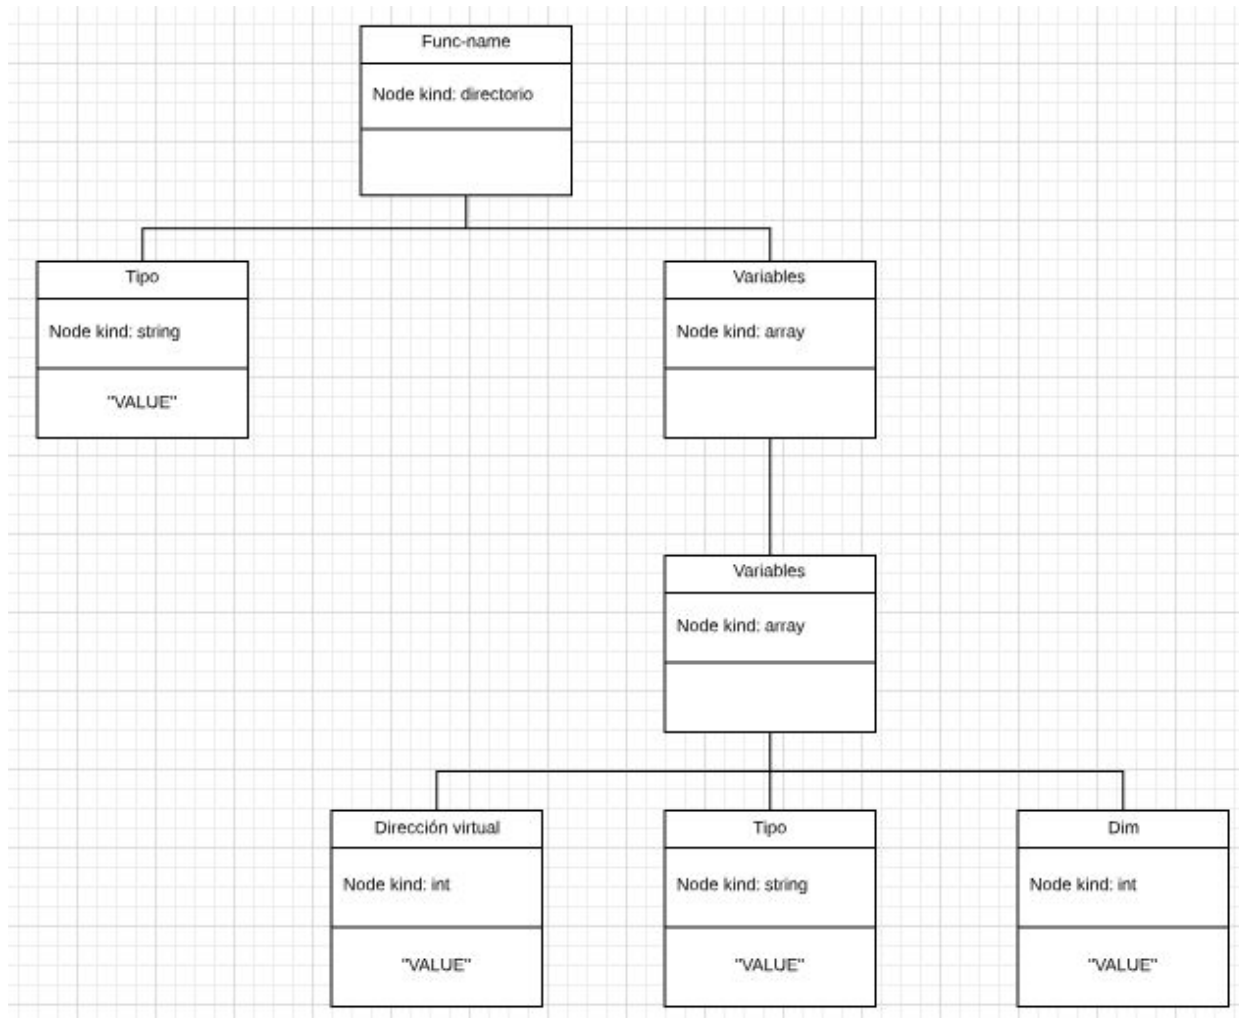 Func-name
Node kind: directorio
Tipo
Node kind: string
"VALUE"
Variables
Node kind: array
Variables
Node kind: array
Dirección virtual
Node kind: int
"VALUE"
Tipo
Node kind: string
"VALUE"
Dim
Node kind: int
"VALUE"